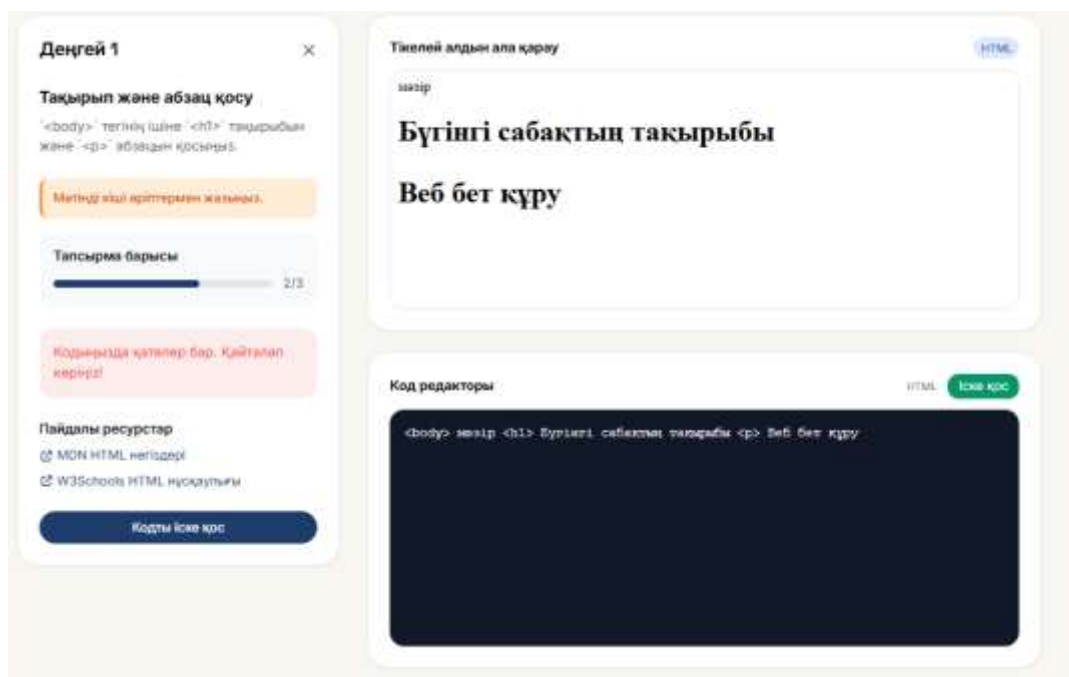 Деңгей 1
Тақырып және абзац қосу
`<body>` тегінің ішіне `<h1>` тақырыбын
және `<p>` абзацын қосыңыз.
Мәтінді кіші әріптермен жазыңыз.
Тапсырма барысы
2/3
Кодыңызда қателер бар. Қайталап
көріңіз!
Пайдалы ресурстар
MDN HTML негіздері
W3Schools HTML нұсқаулығы
Кодты іске қос
Тікелей алдын ала қарау
HTML
мәзір
Бүгінгі сабақтың тақырыбы
Веб бет құру
Код редакторы
HTML
Іске қос
<body> мәзір <h1> Бүгінгі сабақтың тақырыбы <p> Веб бет құру